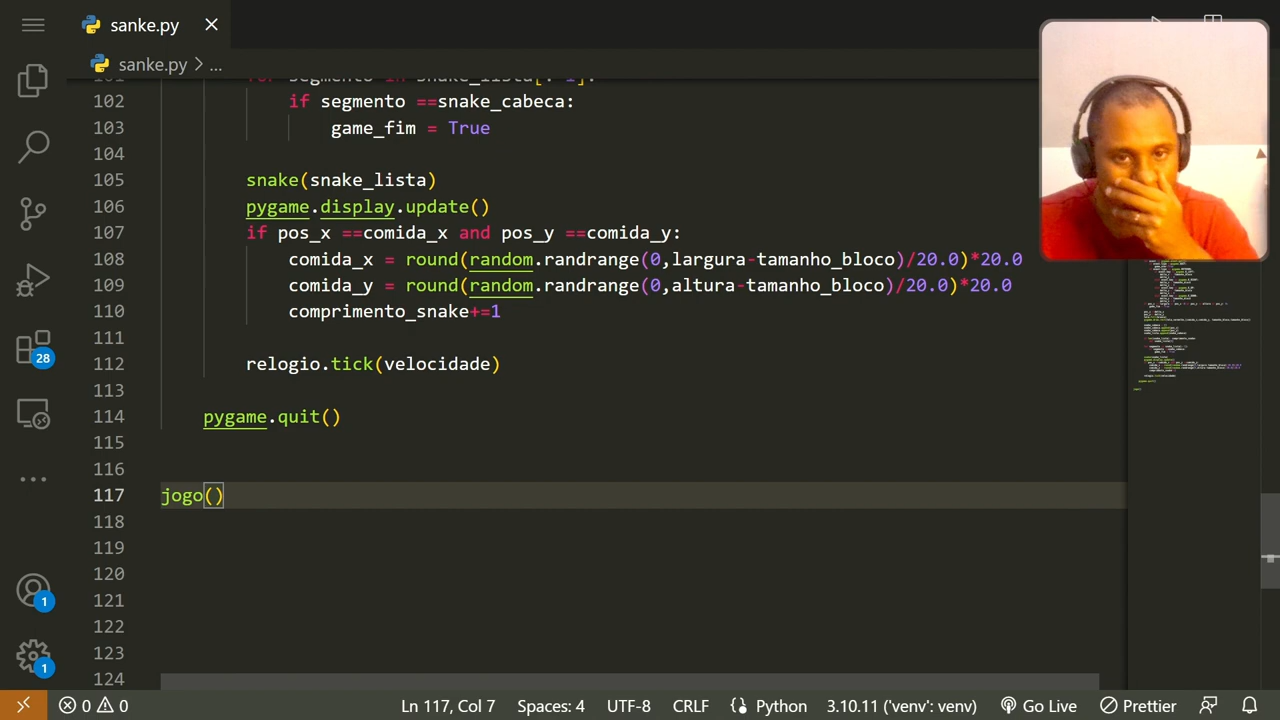 sanke.py
sanke.py > ...
102 if segmento ==snake_cabeca:
103 game_fim = True
104
105 snake(snake_lista)
106 pygame.display.update()
107 if pos_x ==comida_x and pos_y ==comida_y:
108 comida_x = round(random.randrange(0,largura-tamanho_bloco)/20.0)*20.0
109 comida_y = round(random.randrange(0,altura-tamanho_bloco)/20.0)*20.0
110 comprimento_snake+=1
111
112 relogio.tick(velocidade)
113
114 pygame.quit()
115
116
117 jogo()
118
119
120
121
122
123
124
28
1
1
0 0 Ln 117, Col 7 Spaces: 4 UTF-8 CRLF Python 3.10.11 ('venv': venv) Go Live Prettier